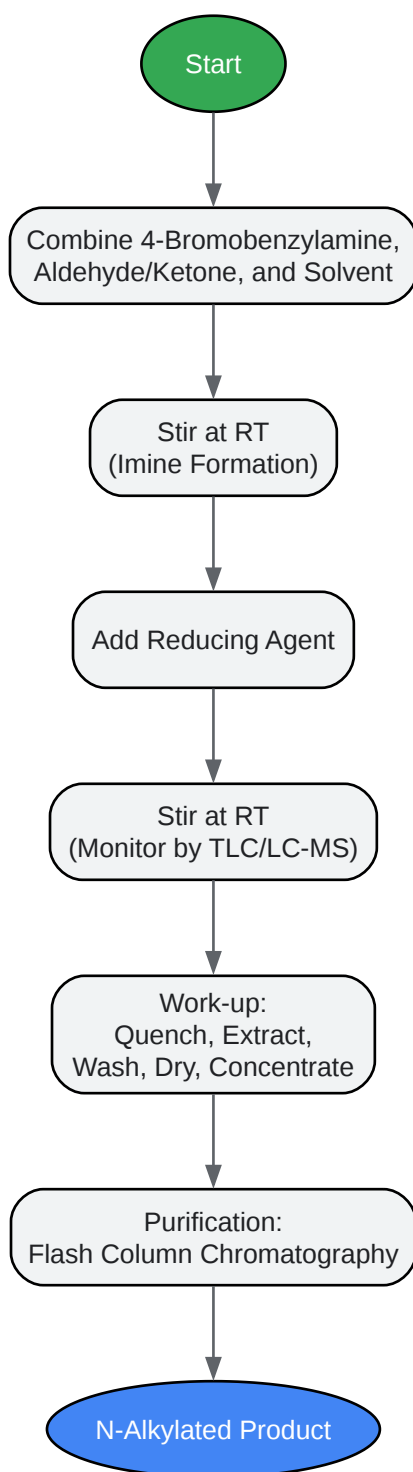 Start
Combine 4-Bromobenzylamine,
Aldehyde/Ketone, and Solvent
Stir at RT
(Imine Formation)
Add Reducing Agent
Stir at RT
(Monitor by TLC/LC-MS)
Work-up:
Quench, Extract,
Wash, Dry, Concentrate
Purification:
Flash Column Chromatography
N-Alkylated Product